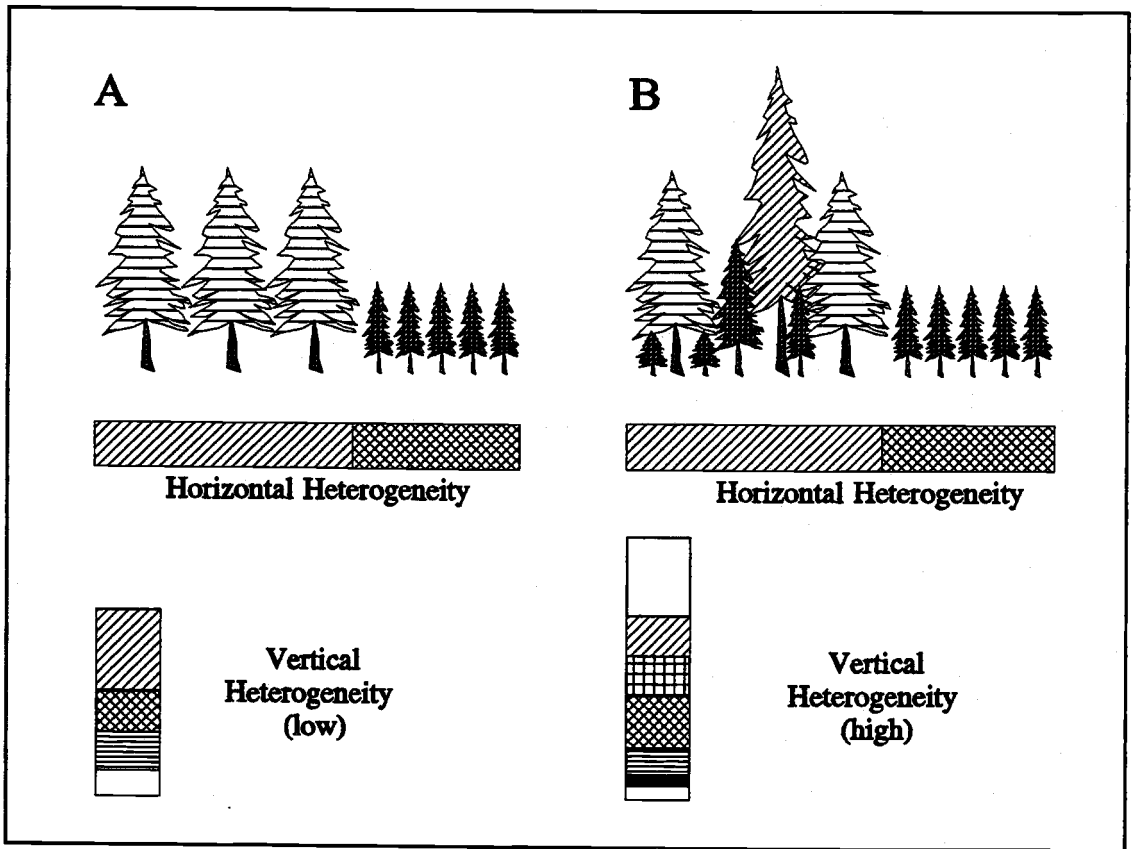 A
B
Horizontal Heterogeneity
Horizontal Heterogeneity
Vertical
Heterogeneity
(low)
Vertical
Heterogeneity
(high)